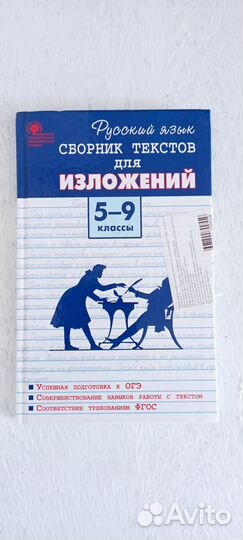 Русский язык
СБОРНИК ТЕКСТОВ
ДЛЯ
ИЗЛОЖЕНИЙ
5–9
КЛАССЫ
Успешная подготовка к ОГЭ
Совершенствование навыков работы с текстом
Соответствие требованиям ФГОС
Avito